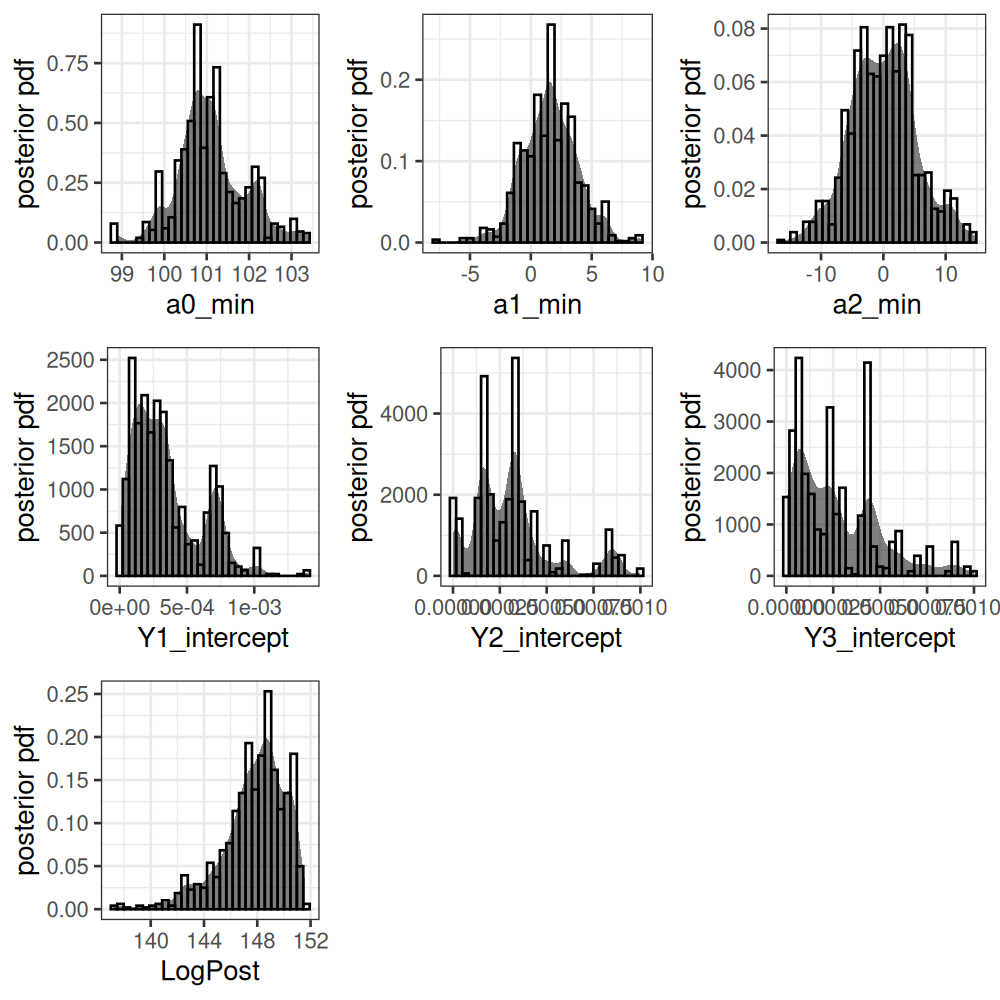 posterior pdf
0.75
0.50
0.25
0.00
99 100 101 102 103
a0_min
posterior pdf
0.2
0.1
0.0
-5 0 5 10
a1_min
posterior pdf
0.08
0.06
0.04
0.02
0.00
-10 0 10
a2_min
posterior pdf
2500
2000
1500
1000
500
0
0e+00 5e-04 1e-03
Y1_intercept
posterior pdf
4000
2000
0
Y2_intercept
posterior pdf
4000
3000
2000
1000
0
Y3_intercept
posterior pdf
0.25
0.20
0.15
0.10
0.05
0.00
140 144 148 152
LogPost